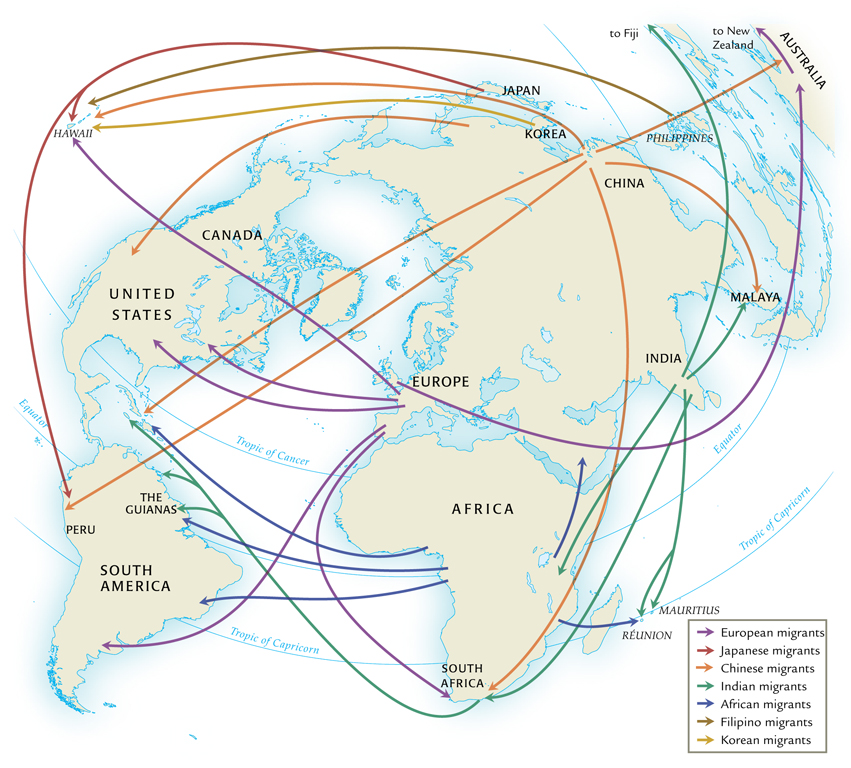 to Fiji
to New
Zealand
AUSTRALIA
JAPAN
HAWAII
KOREA
PHILIPPINES
CHINA
CANADA
UNITED
STATES
MALAYA
INDIA
EUROPE
Equator
Tropic of Cancer
Equator
THE
GUIANAS
AFRICA
Tropic of Capricorn
PERU
SOUTH
AMERICA
MAURITIUS
RÉUNION
Tropic of Capricorn
SOUTH
AFRICA
European migrants
Japanese migrants
Chinese migrants
Indian migrants
African migrants
Filipino migrants
Korean migrants